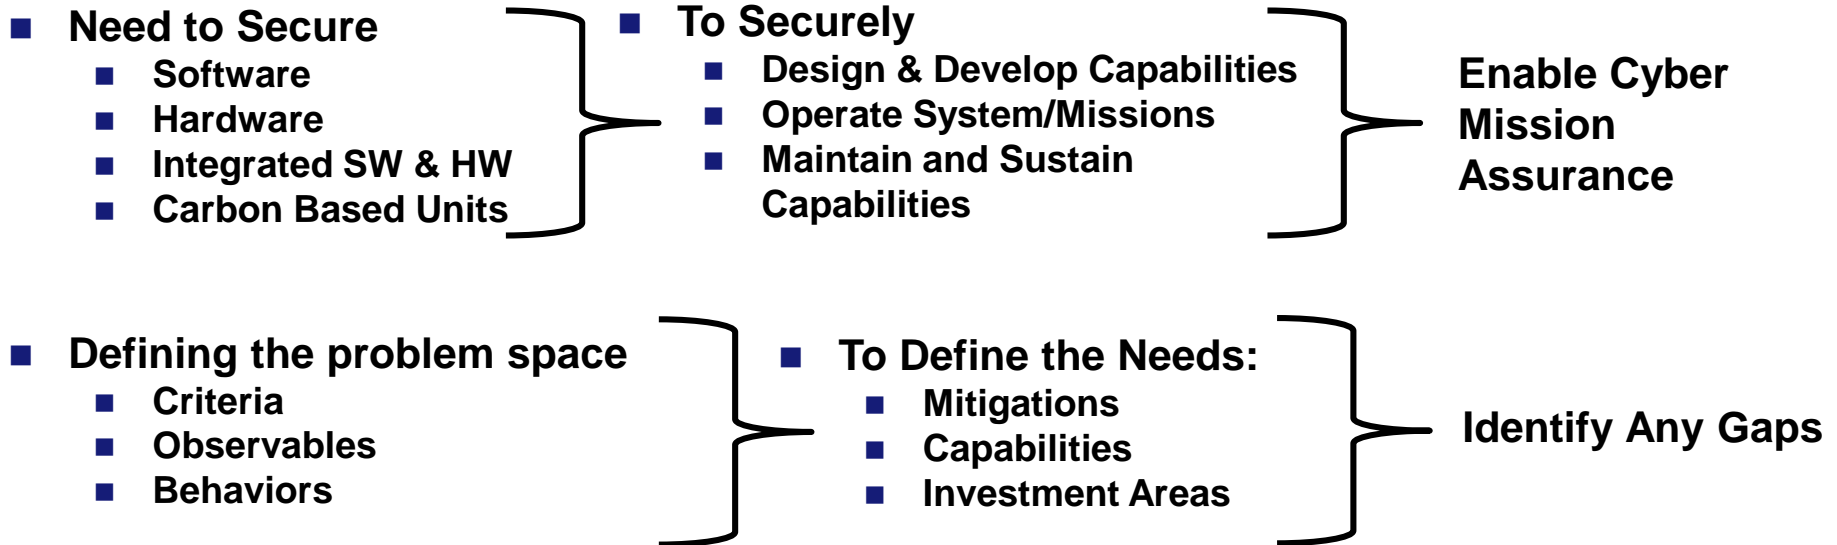 Need to Secure
Software
Hardware
Integrated SW & HW
Carbon Based Units
To Securely
Design & Develop Capabilities
Operate System/Missions
Maintain and Sustain
Capabilities
Enable Cyber
Mission
Assurance
Defining the problem space
Criteria
Observables
Behaviors
To Define the Needs:
Mitigations
Capabilities
Investment Areas
Identify Any Gaps